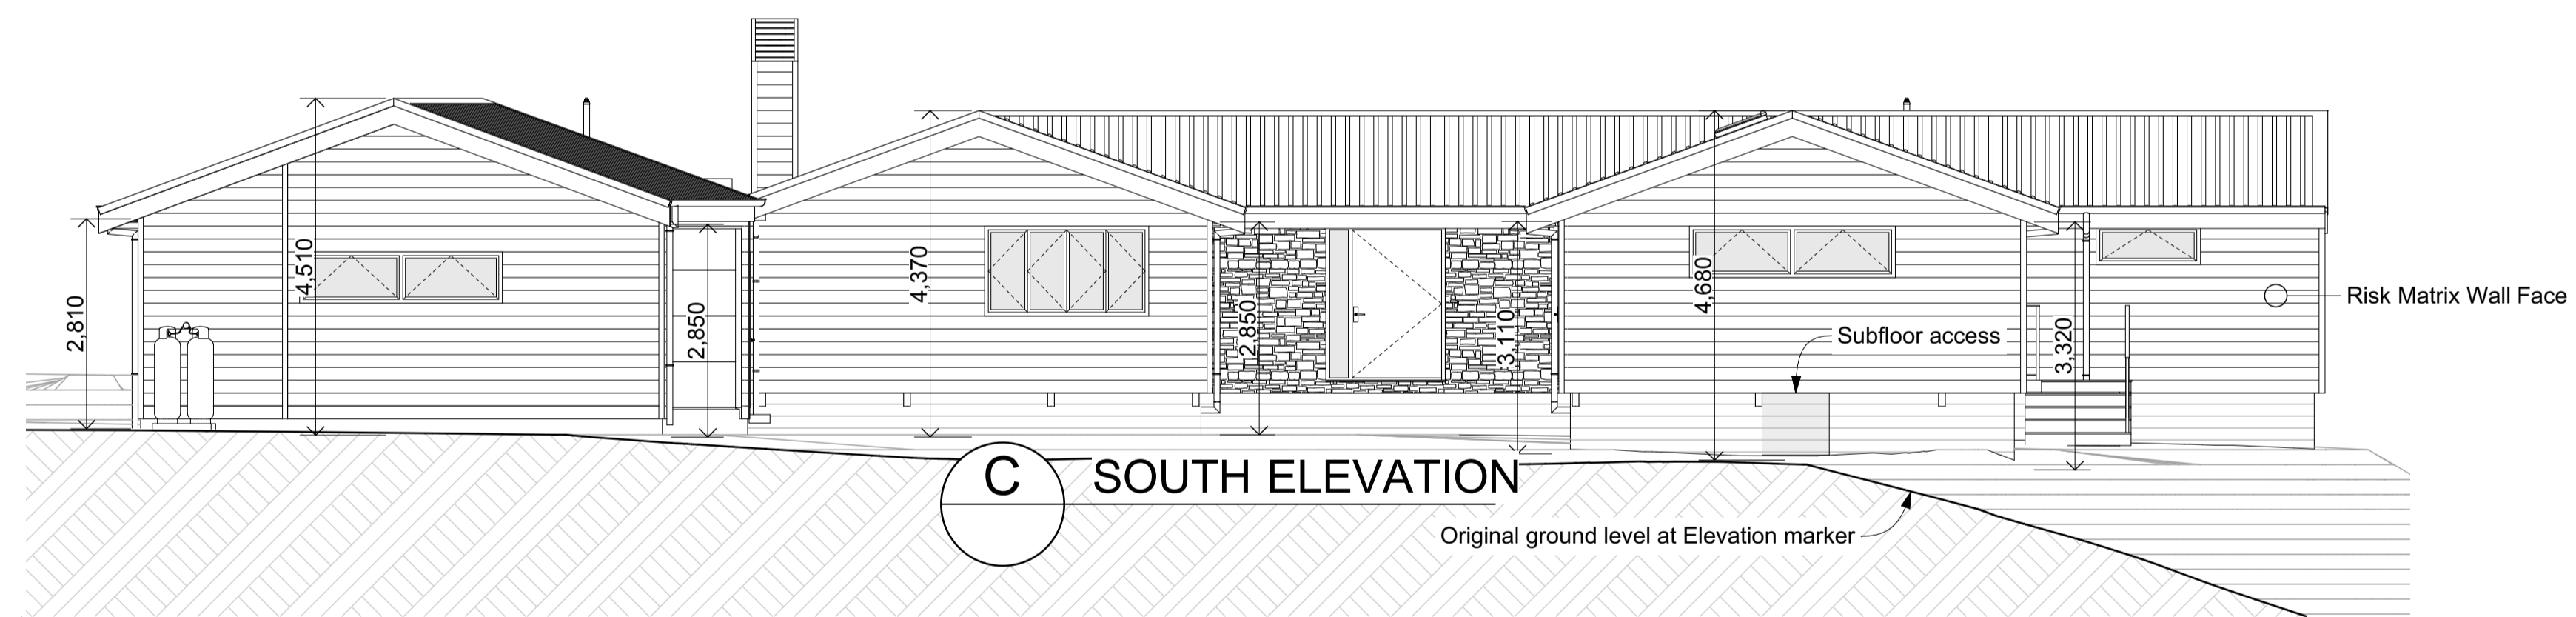 2,810
4,510
2,850
4,370
2,850
3,110
4,680
3,320
Risk Matrix Wall Face
Subfloor access
C
SOUTH ELEVATION
Original ground level at Elevation marker